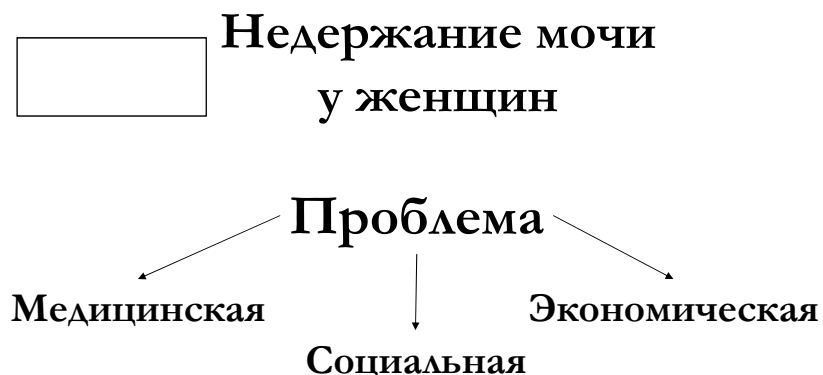 Недержание мочи
у женщин
Проблема
Медицинская
Экономическая
Социальная